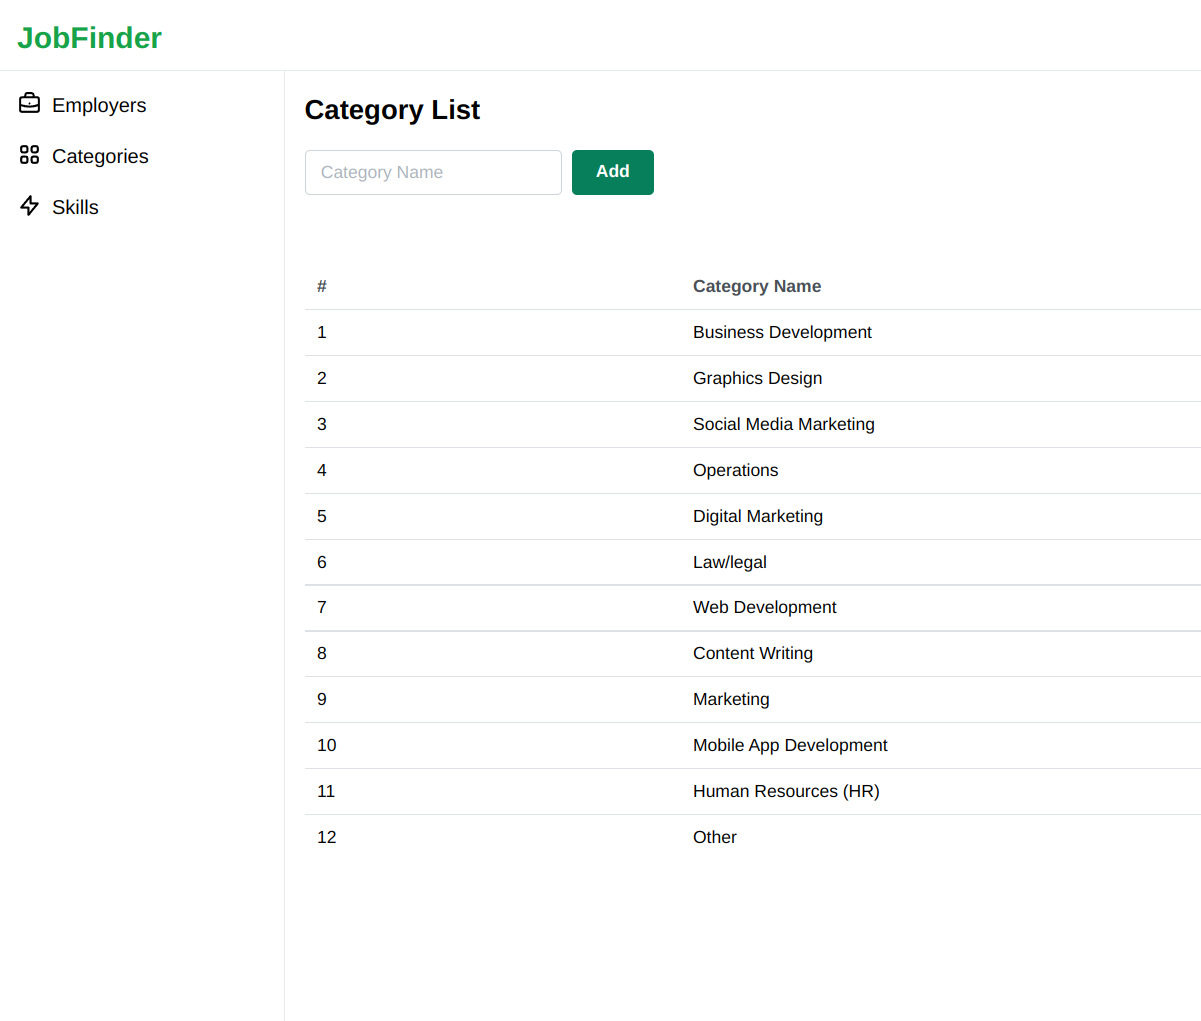 JobFinder
Employers
Categories
Skills
Category List
Category Name
Add
# Category Name
1 Business Development
2 Graphics Design
3 Social Media Marketing
4 Operations
5 Digital Marketing
6 Law/legal
7 Web Development
8 Content Writing
9 Marketing
10 Mobile App Development
11 Human Resources (HR)
12 Other